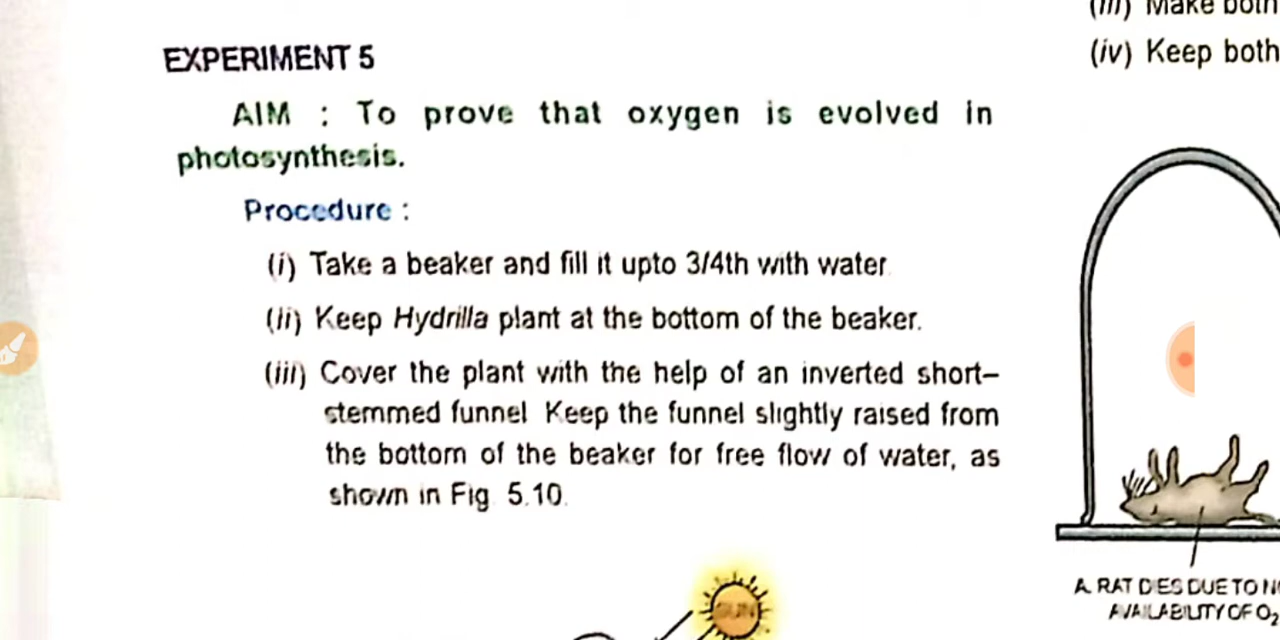 EXPERIMENT 5
AIM : To prove that oxygen is evolved in
photosynthesis.
Procedure :
(i) Take a beaker and fill it upto 3/4th with water
(ii) Keep Hydrilla plant at the bottom of the beaker.
(iii) Cover the plant with the help of an inverted short–
stemmed funnel Keep the funnel slightly raised from
the bottom of the beaker for free flow of water, as
shown in Fig 5.10.
SUN
(iii) Make both
(iv) Keep both
A RAT DIES DUE TO
AVAILABILITY OF O2